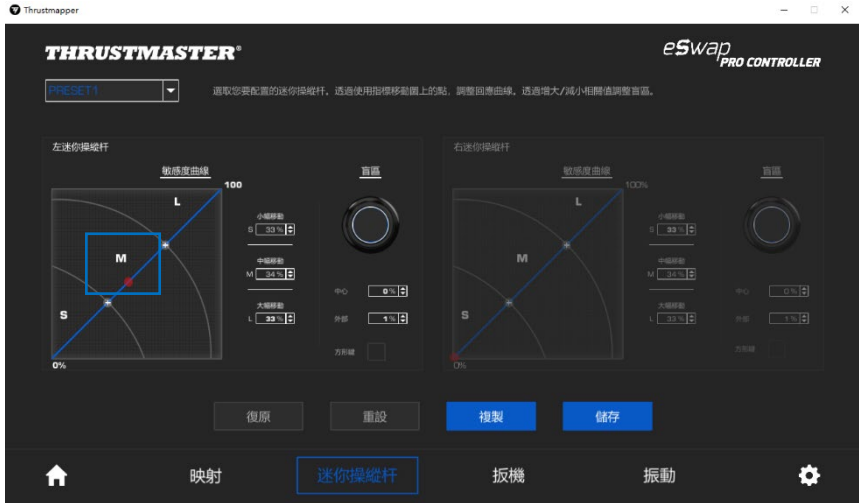 Thrustmapper
THRUSTMASTER®
eSwap
PRO CONTROLLER
PRESET1
選取您要配置的迷你操縱杆。透過使用指標移動圖上的點，調整回應曲線。透過增大/減小相關值調整盲區。
左迷你操縱杆
敏感度曲線
盲區
100
L
小幅移動
S 33%
M
中幅移動
M 34%
中心 0%
大幅移動
S
L 33%
外部 1%
方形鍵
0%
右迷你操縱杆
敏感度曲線
盲區
100%
L
小幅移動
S 33%
M
中幅移動
M 34%
中心 0%
大幅移動
S
L 33%
外部 1%
方形鍵
0%
復原
重設
複製
儲存
映射
迷你操縱杆
扳機
振動